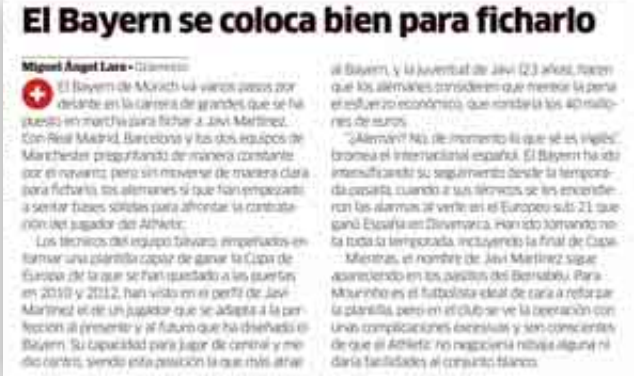 El Bayern se coloca bien para ficharlo
Miguel Ángel Lara •
El Bayern de Múnich va varios pasos por
delante en la carrera de grandes que se ha
puesto en marcha para fichar a Javi Martínez.
Con Real Madrid, Barcelona y los dos equipos de
Manchester preguntando de manera constante
por el navarro, pero sin moverse de manera clara
para ficharlo, los alemanes sí que han empezado
a sentar bases sólidas para afrontar la contrata-
ción del jugador del Athletic.
Los técnicos del equipo bávaro, empeñados en
formar una plantilla capaz de ganar la Copa de
Europa de la que se han quedado a las puertas
en 2010 y 2012, han visto en el perfil de Javi
Martínez el de un jugador que se adapta a la per-
fección al presente y al futuro que ha diseñado el
Bayern. Su capacidad para jugar de central y me-
dio centro, siendo esta posición la que más atrae
al Bayern, y la juventud de Javi (23 años), hacen
que los alemanes consideren que merece la pena
el esfuerzo económico, que rondaría los 40 millo-
nes de euros.
"¿Alemán? No, de momento lo que sé es inglés",
bromea el internacional español. El Bayern ha ido
intensificando su seguimiento desde la tempora-
da pasada, cuando a sus técnicos se les encendie-
ron las alarmas al verle en el Europeo sub 21 que
ganó España en Dinamarca. Han ido tomando no-
ta toda la temporada, incluyendo la final de Copa.
Mientras, el nombre de Javi Martínez sigue
apareciendo en los pasillos del Bernabéu. Para
Mourinho es el futbolista ideal de cara a reforzar
la plantilla, pero en el club se ve la operación con
unas complicaciones excesivas y son conscientes
de que el Athletic no negociaría rebaja alguna ni
daría facilidades al conjunto blanco.